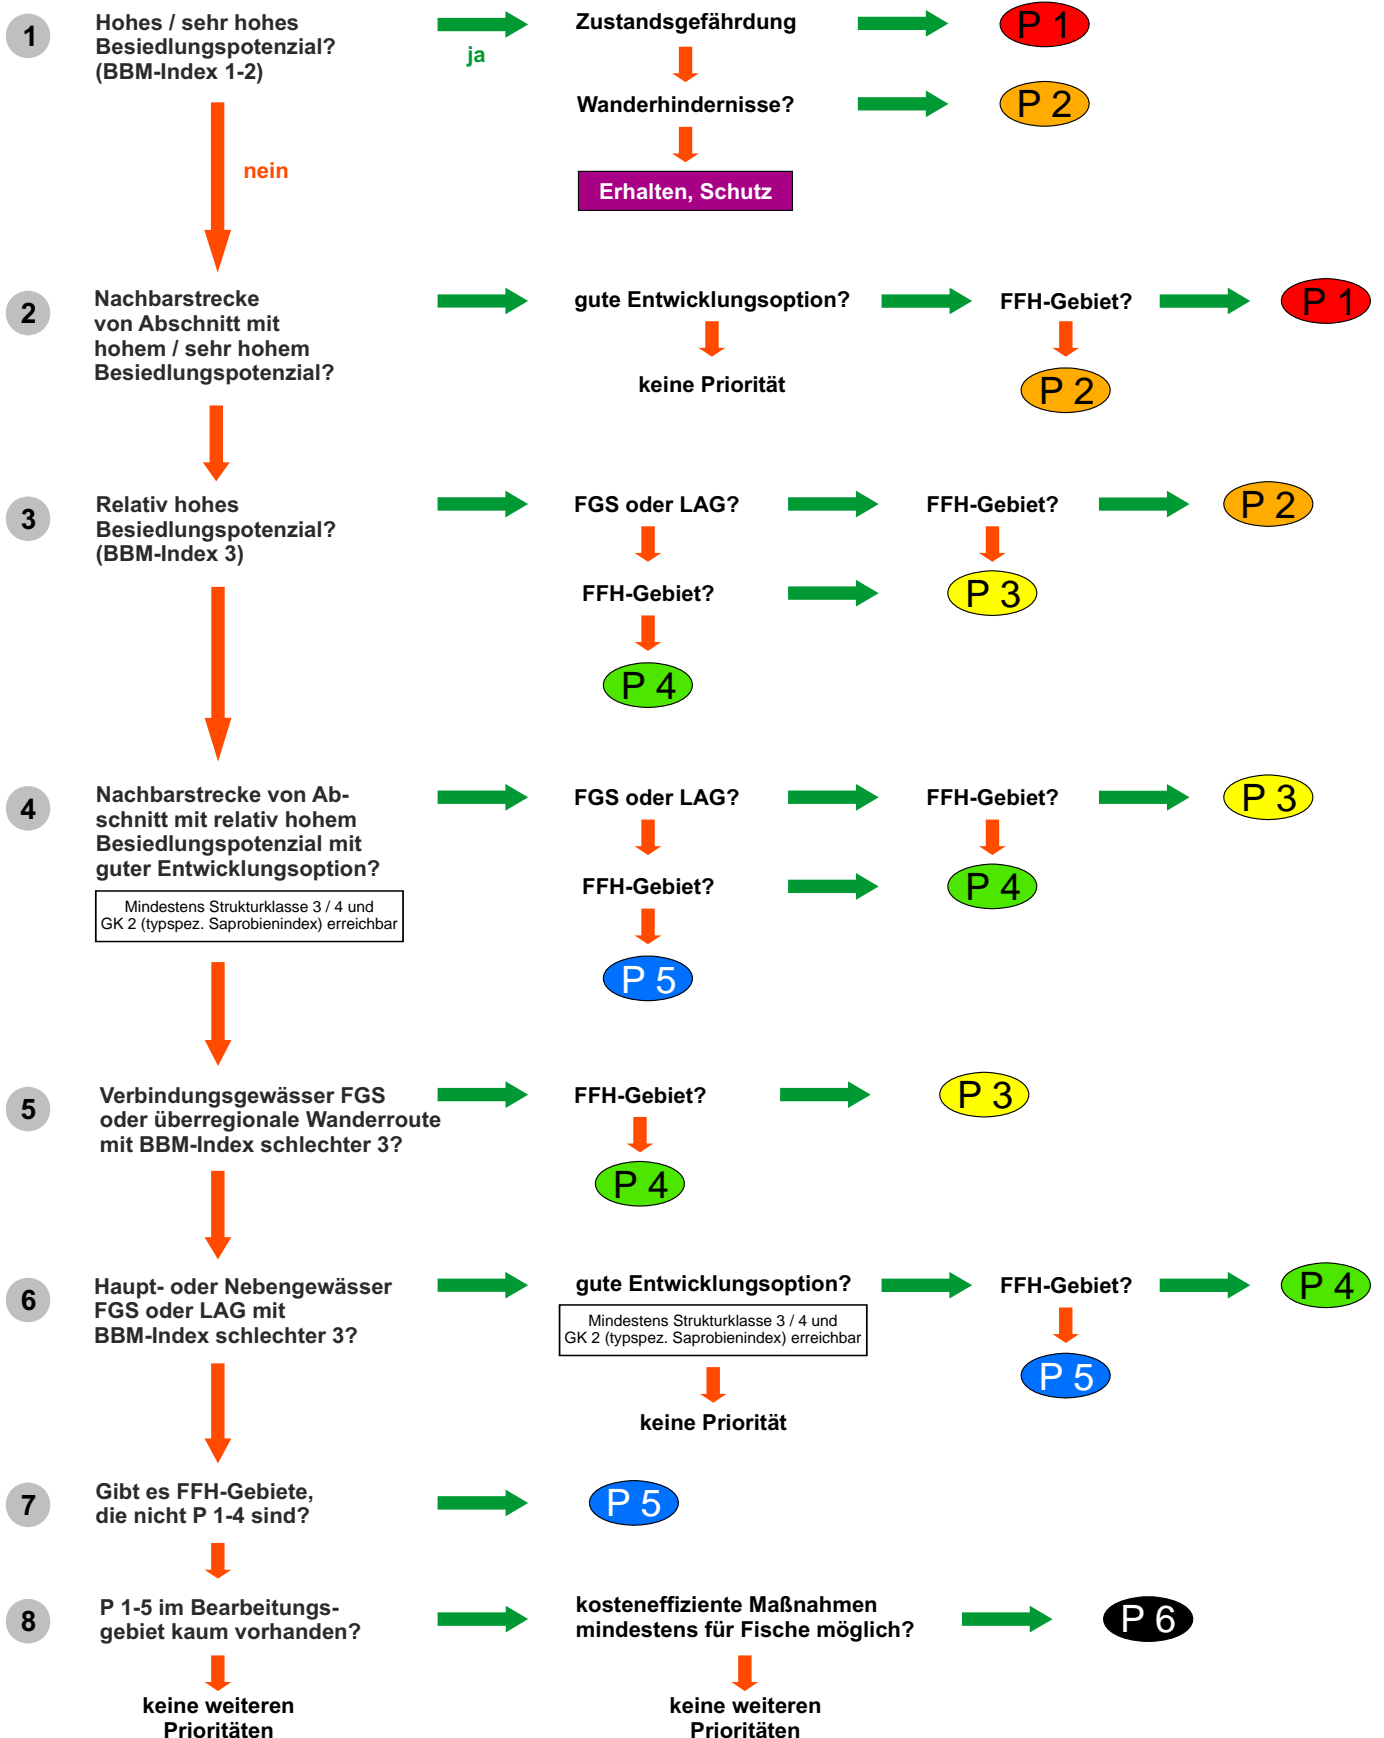 1
Hohes / sehr hohes
Besiedlungspotenzial?
(BBM-Index 1-2)
ja
Zustandsgefährdung
P 1
Wanderhindernisse?
P 2
nein
Erhalten, Schutz
2
Nachbarstrecke
von Abschnitt mit
hohem / sehr hohem
Besiedlungspotenzial?
gute Entwicklungsoption?
FFH-Gebiet?
P 1
keine Priorität
P 2
3
Relativ hohes
Besiedlungspotenzial?
(BBM-Index 3)
FGS oder LAG?
FFH-Gebiet?
P 2
FFH-Gebiet?
P 3
P 4
4
Nachbarstrecke von Ab-
schnitt mit relativ hohem
Besiedlungspotenzial mit
guter Entwicklungsoption?
Mindestens Strukturklasse 3 / 4 und
GK 2 (typspez. Saprobienindex) erreichbar
FGS oder LAG?
FFH-Gebiet?
P 3
FFH-Gebiet?
P 4
P 5
5
Verbindungsgewässer FGS
oder überregionale Wanderroute
mit BBM-Index schlechter 3?
FFH-Gebiet?
P 3
P 4
6
Haupt- oder Nebengewässer
FGS oder LAG mit
BBM-Index schlechter 3?
gute Entwicklungsoption?
Mindestens Strukturklasse 3 / 4 und
GK 2 (typspez. Saprobienindex) erreichbar
FFH-Gebiet?
P 4
P 5
keine Priorität
7
Gibt es FFH-Gebiete,
die nicht P 1-4 sind?
P 5
8
P 1-5 im Bearbeitungs-
gebiet kaum vorhanden?
kosteneffiziente Maßnahmen
mindestens für Fische möglich?
P 6
keine weiteren
Prioritäten
keine weiteren
Prioritäten